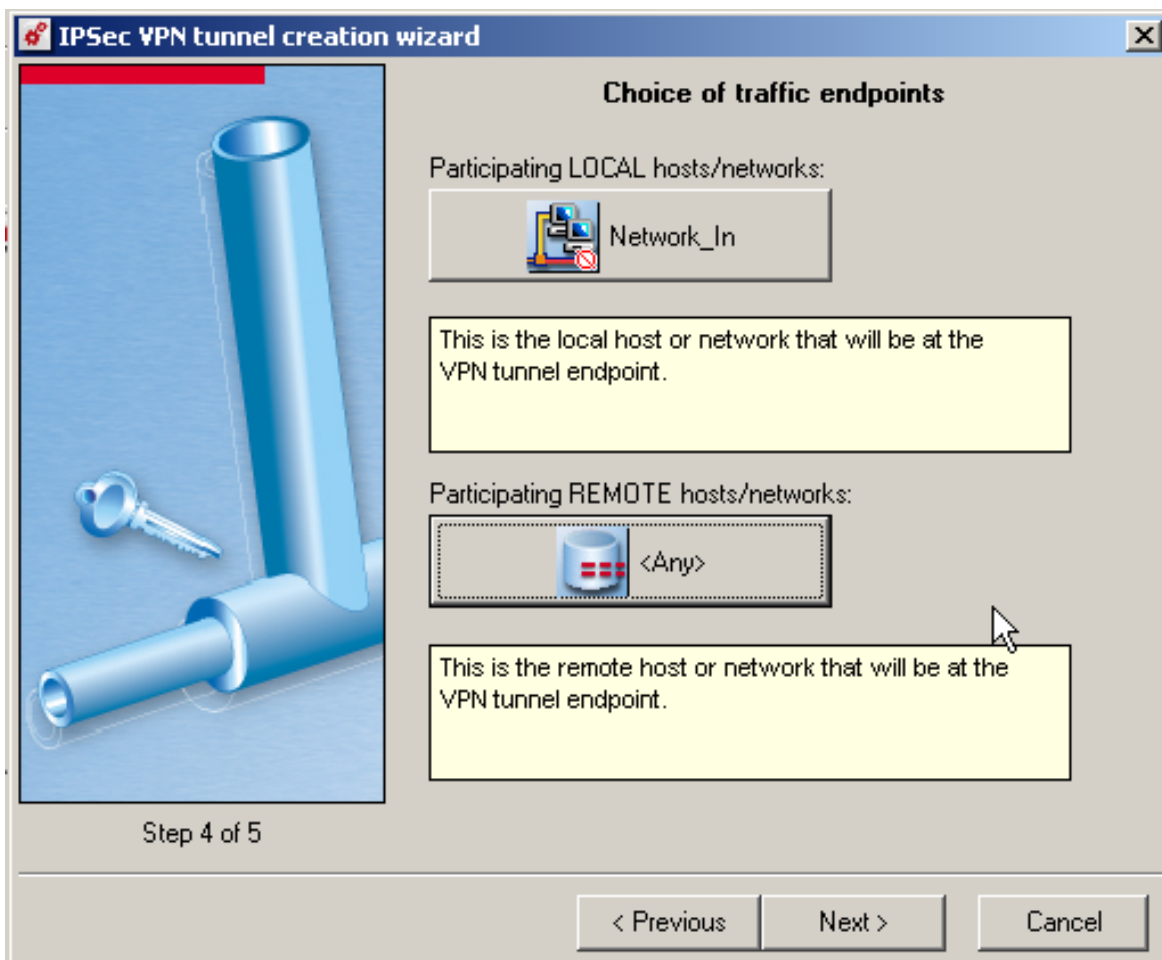 IPSec VPN tunnel creation wizard
Choice of traffic endpoints
Participating LOCAL hosts/networks:
Network_In
This is the local host or network that will be at the
VPN tunnel endpoint.
Participating REMOTE hosts/networks:
<Any>
This is the remote host or network that will be at the
VPN tunnel endpoint.
Step 4 of 5
< Previous
Next >
Cancel